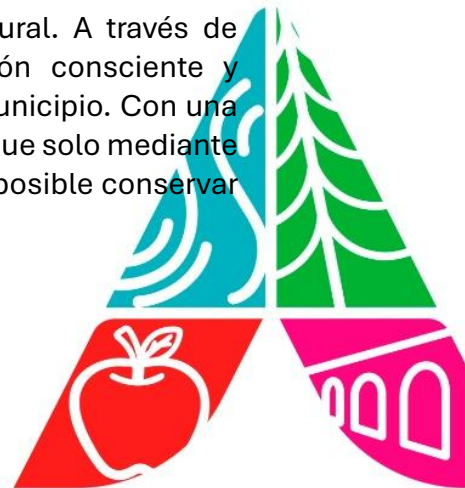 ural. A través de
ón consciente y
unicipio. Con una
ue solo mediante
posible conservar